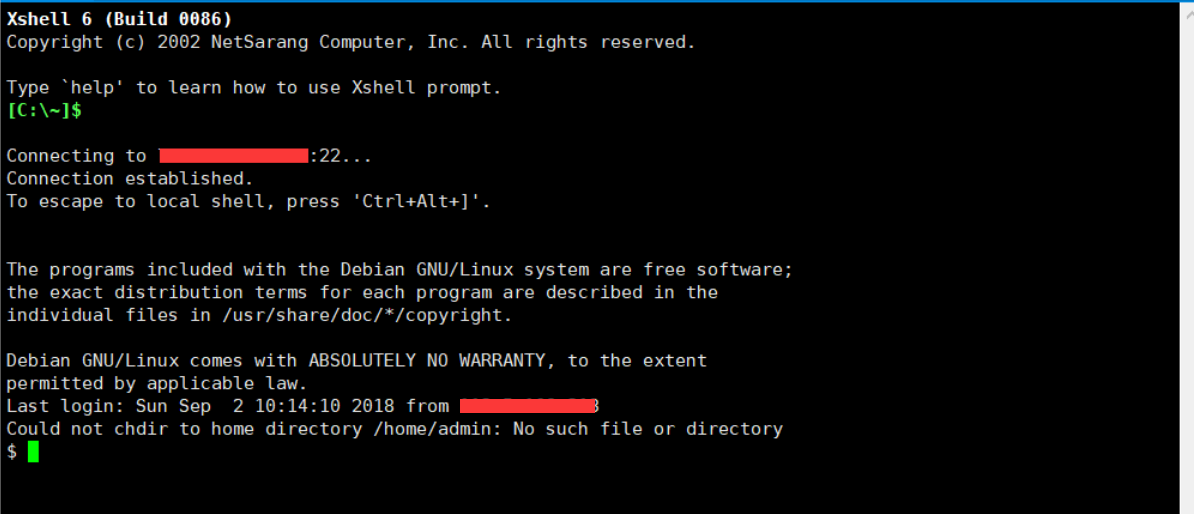 Xshell 6 (Build 0086)
Copyright (c) 2002 NetSarang Computer, Inc. All rights reserved.
Type `help' to learn how to use Xshell prompt.
[C:\~]$
Connecting to :22...
Connection established.
To escape to local shell, press 'Ctrl+Alt+]'.
The programs included with the Debian GNU/Linux system are free software;
the exact distribution terms for each program are described in the
individual files in /usr/share/doc/*/copyright.
Debian GNU/Linux comes with ABSOLUTELY NO WARRANTY, to the extent
permitted by applicable law.
Last login: Sun Sep  2 10:14:10 2018 from
Could not chdir to home directory /home/admin: No such file or directory
$